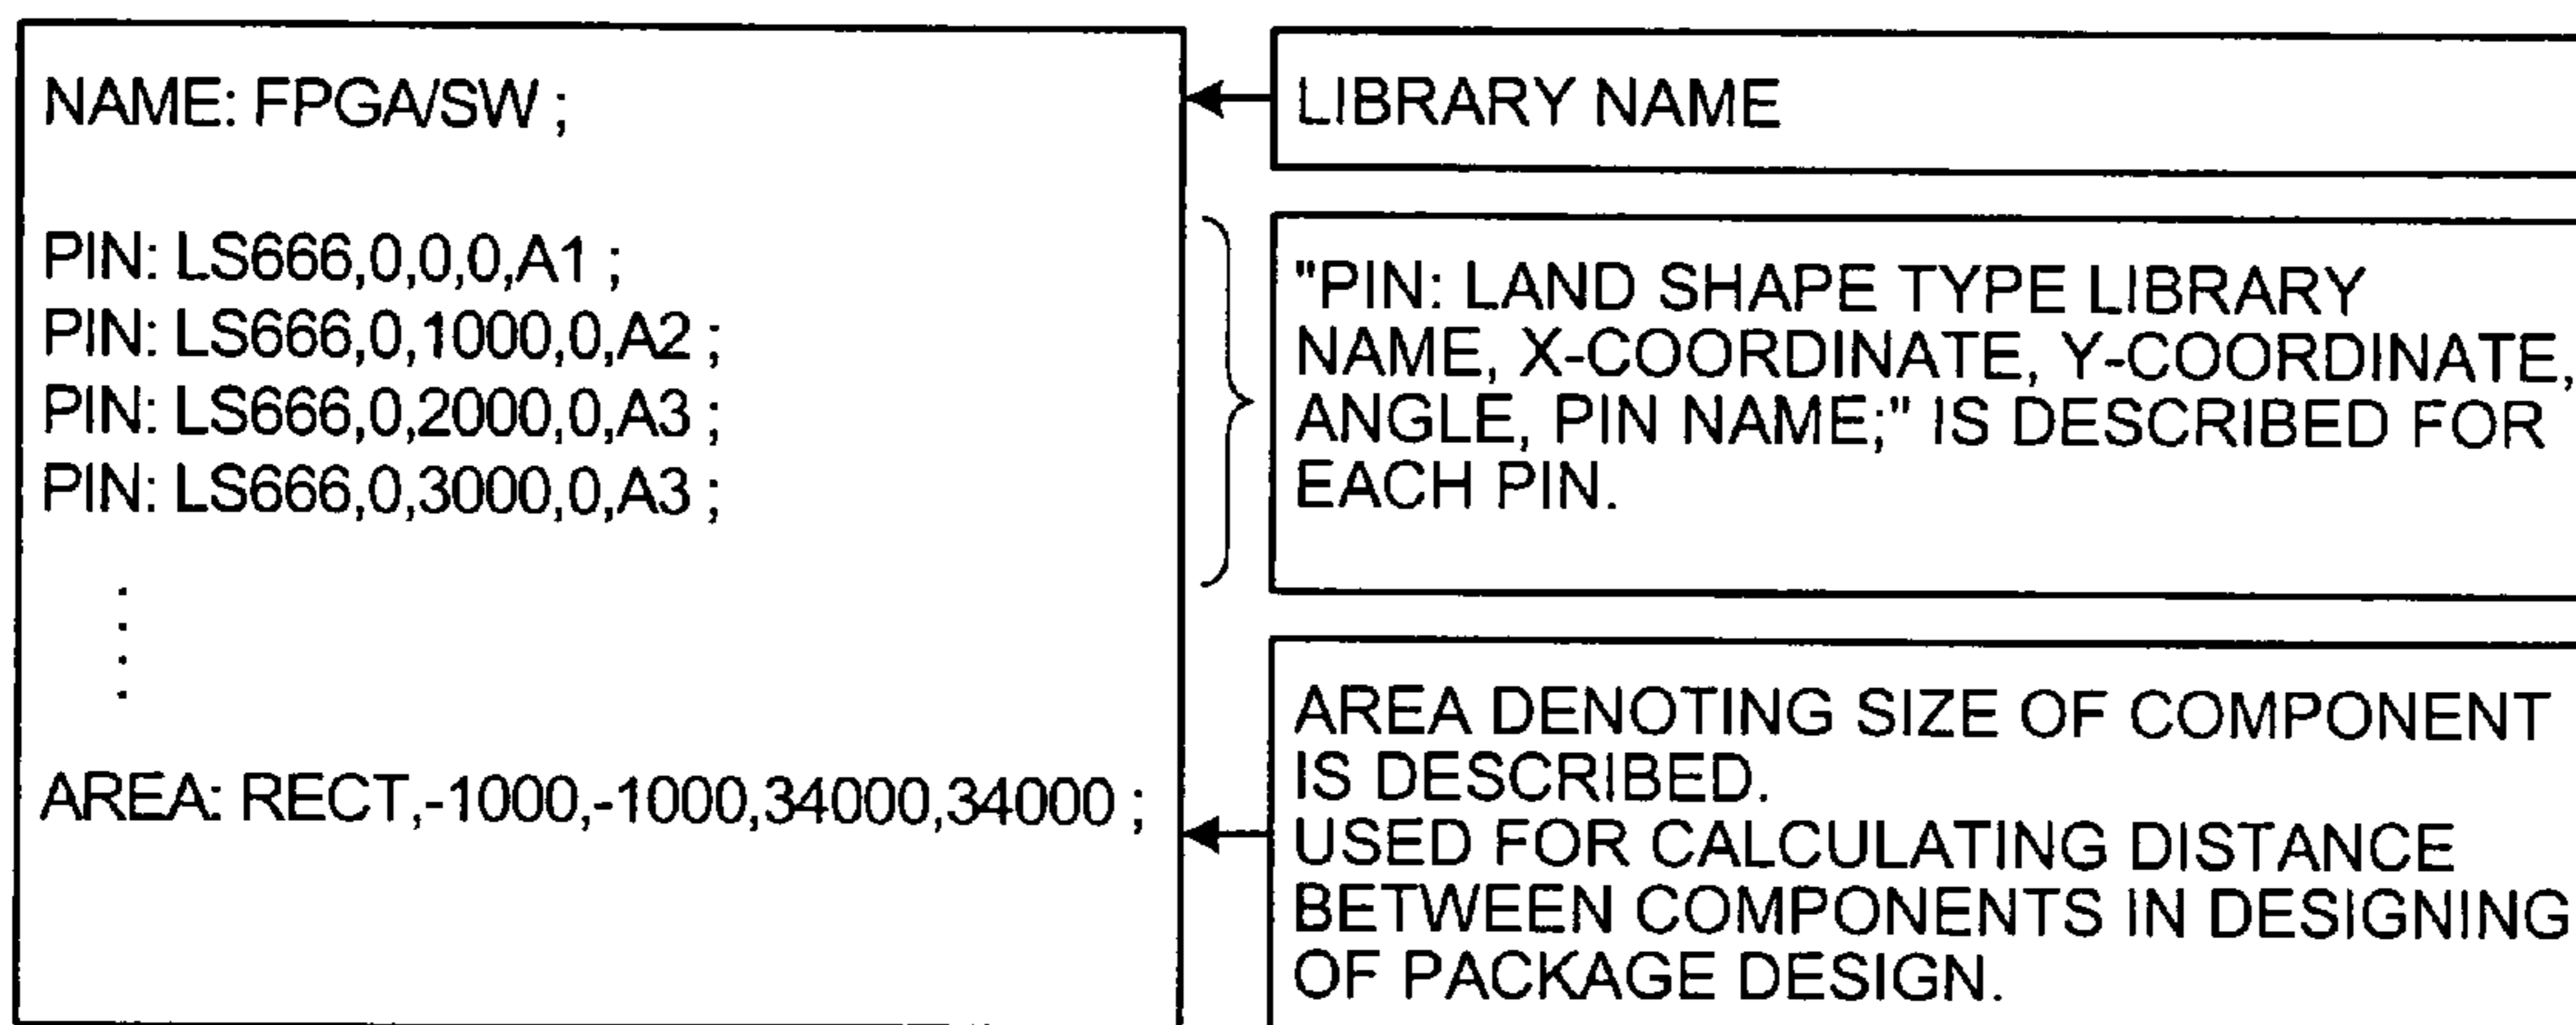 NAME: FPGA/SW ;
PIN: LS666,0,0,0,A1 ;
PIN: LS666,0,1000,0,A2 ;
PIN: LS666,0,2000,0,A3 ;
PIN: LS666,0,3000,0,A3 ;
AREA: RECT,-1000,-1000,34000,34000 ;
LIBRARY NAME
"PIN: LAND SHAPE TYPE LIBRARY
NAME, X-COORDINATE, Y-COORDINATE,
ANGLE, PIN NAME;" IS DESCRIBED FOR
EACH PIN.
AREA DENOTING SIZE OF COMPONENT
IS DESCRIBED.
USED FOR CALCULATING DISTANCE
BETWEEN COMPONENTS IN DESIGNING
OF PACKAGE DESIGN.